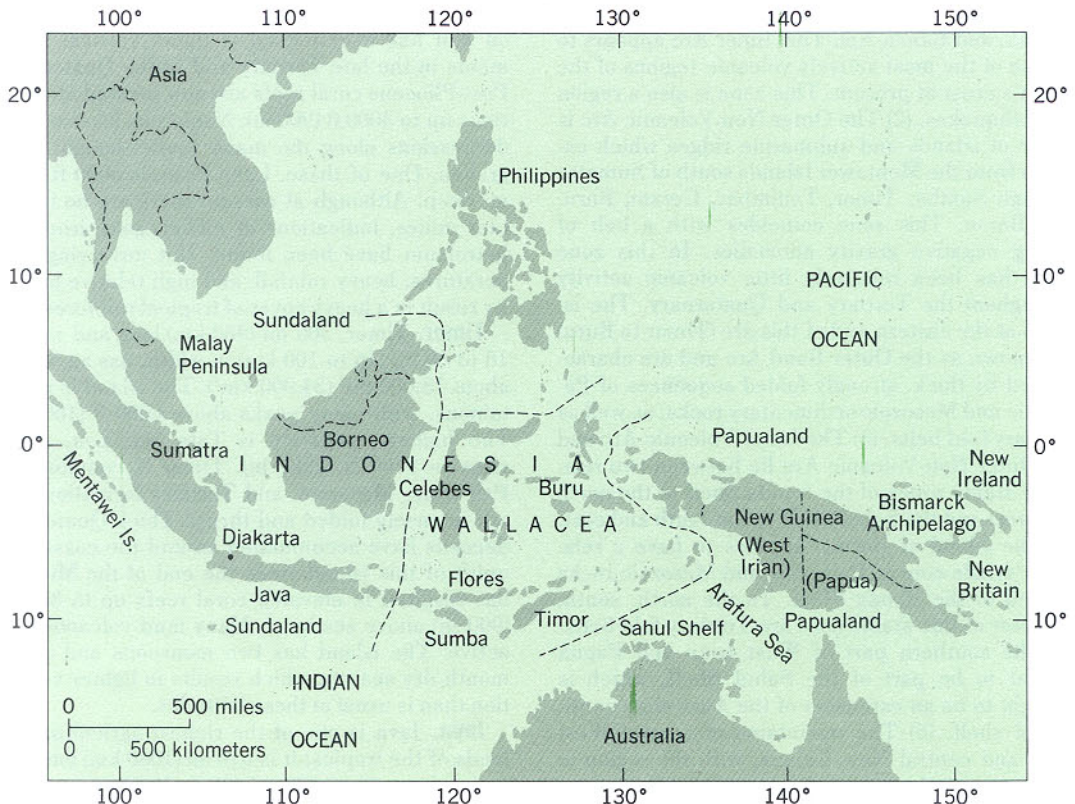 100° 110° 120° 130° 140° 150°
Asia
20° 20°
Philippines
10° 10°
PACIFIC
OCEAN
Sundaland
Malay
Peninsula
0° 0°
Borneo
Sumatra
Papualand
INDONESIA
New
Ireland
Mentawei Is.
Celebes
Buru
Bismarck
Archipelago
WALLACEA
New Guinea
(West
Irian)
Djakarta
(Papua)
New
Britain
Flores
Java
Arafura Sea
10° 10°
Sundaland
Sumba
Timor
Sahul Shelf
Papualand
INDIAN
OCEAN
0 500 miles
0 500 kilometers
Australia
100° 110° 120° 130° 140° 150°